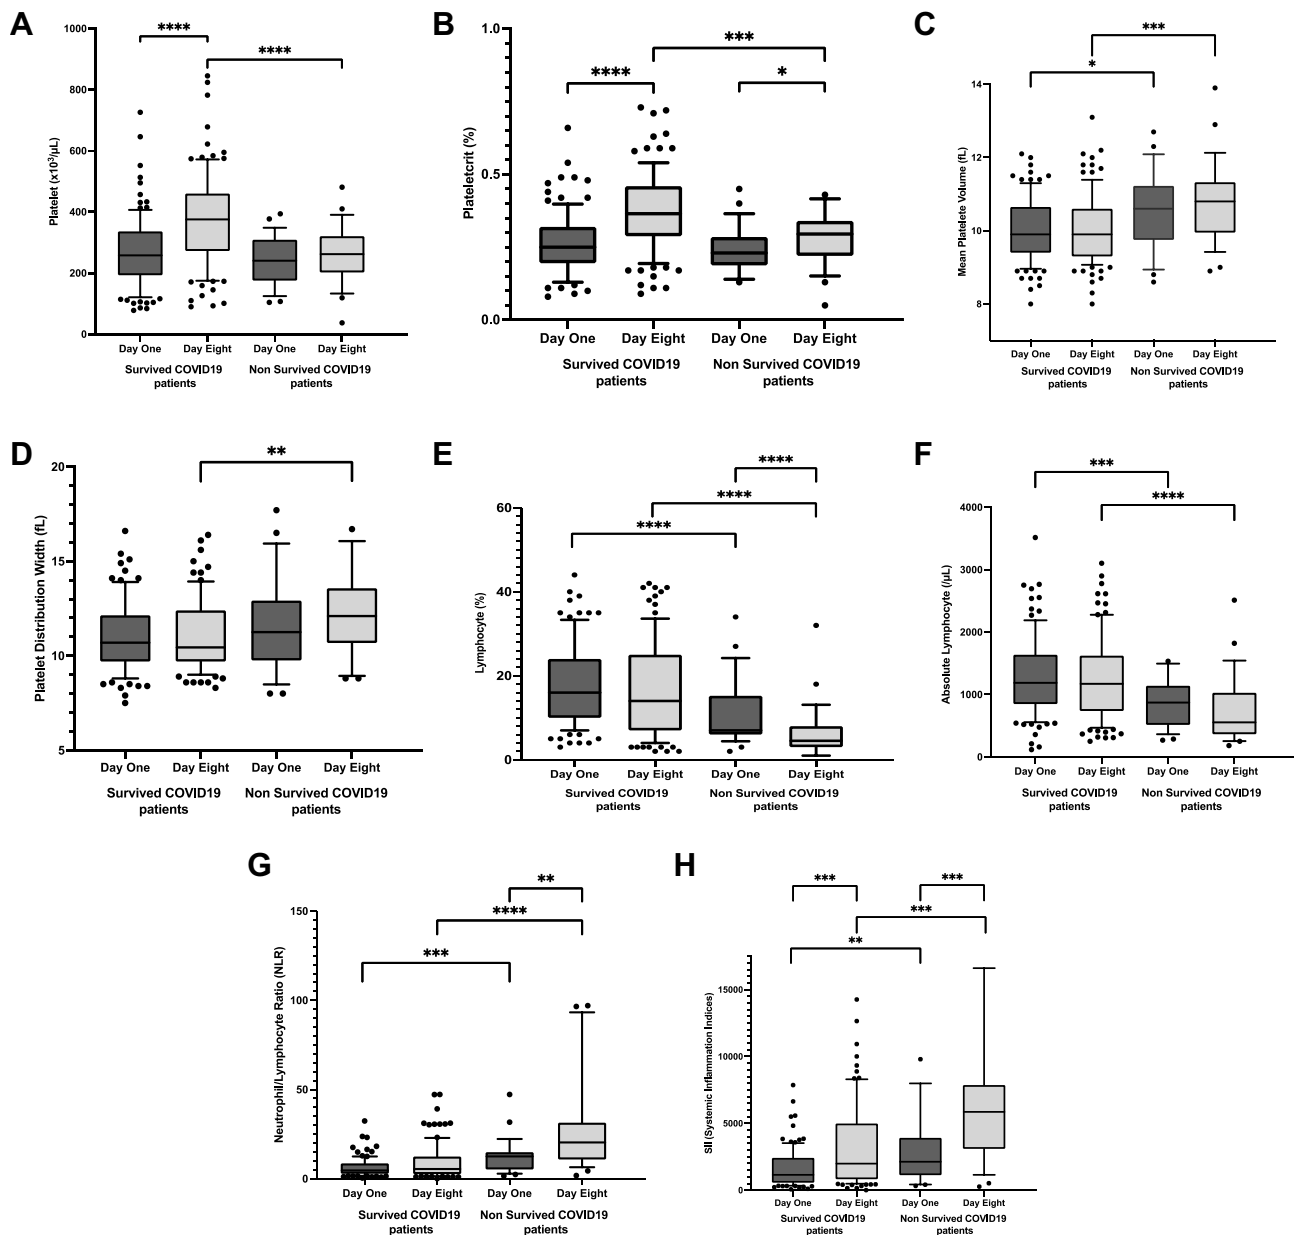 A
Platelet (x10³/µL)
1000
800
600
400
200
0
****
****
Day One
Day Eight
Day One
Day Eight
Survived COVID19
patients
Non Survived COVID19
patients
B
Plateletcrit (%)
1.0
0.5
0.0
****
***
*
Day One
Day Eight
Day One
Day Eight
Survived COVID19
patients
Non Survived COVID19
patients
C
Mean Platelete Volume (fL)
14
12
10
8
***
*
Day One
Day Eight
Day One
Day Eight
Survived COVID19
patients
Non Survived COVID19
patients
D
Platelet Distribution Width (fL)
20
15
10
5
**
Day One
Day Eight
Day One
Day Eight
Survived COVID19
patients
Non Survived COVID19
patients
E
Lymphocyte (%)
60
40
20
0
****
****
****
Day One
Day Eight
Day One
Day Eight
Survived COVID19
patients
Non Survived COVID19
patients
F
Absolute Lymphocyte (/µL)
4000
3000
2000
1000
0
***
****
Day One
Day Eight
Day One
Day Eight
Survived COVID19
patients
Non Survived COVID19
patients
G
Neutrophil/Lymphocyte Ratio (NLR)
150
100
50
0
**
****
***
Day One
Day Eight
Day One
Day Eight
Survived COVID19
patients
Non Survived COVID19
patients
H
SII (Systemic Inflammation Indices)
15000
10000
5000
0
***
***
***
**
Day One
Day Eight
Day One
Day Eight
Survived COVID19
patients
Non Survived COVID19
patients